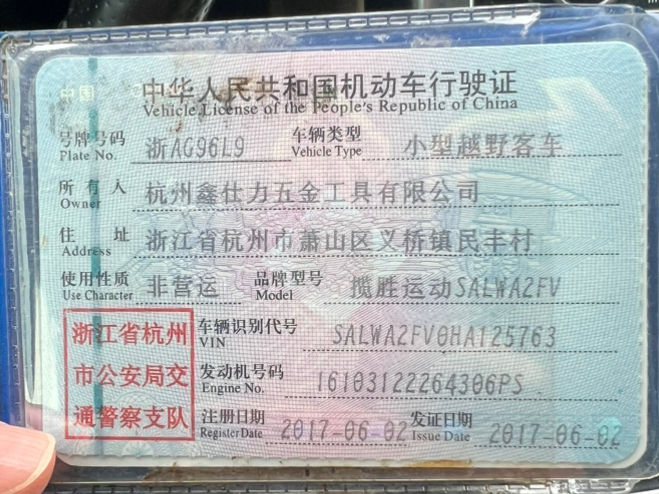 中华人民共和国机动车行驶证
Vehicle License of the People's Republic of China
号牌号码 浙AG96L9 车辆类型 小型越野客车
Plate No. Vehicle Type
所有人 杭州鑫仕力五金工具有限公司
Owner
住址 浙江省杭州市萧山区义桥镇民丰村
Address
使用性质 非营运 品牌型号 揽胜运动SALWA2FV
Use Character Model
浙江省杭州
市公安局交
通警察支队
车辆识别代号 SALWA2FV0HA125763
VIN
发动机号码 16103122264306PS
Engine No.
注册日期 2017-06-02 发证日期 2017-06-02
Register Date Issue Date